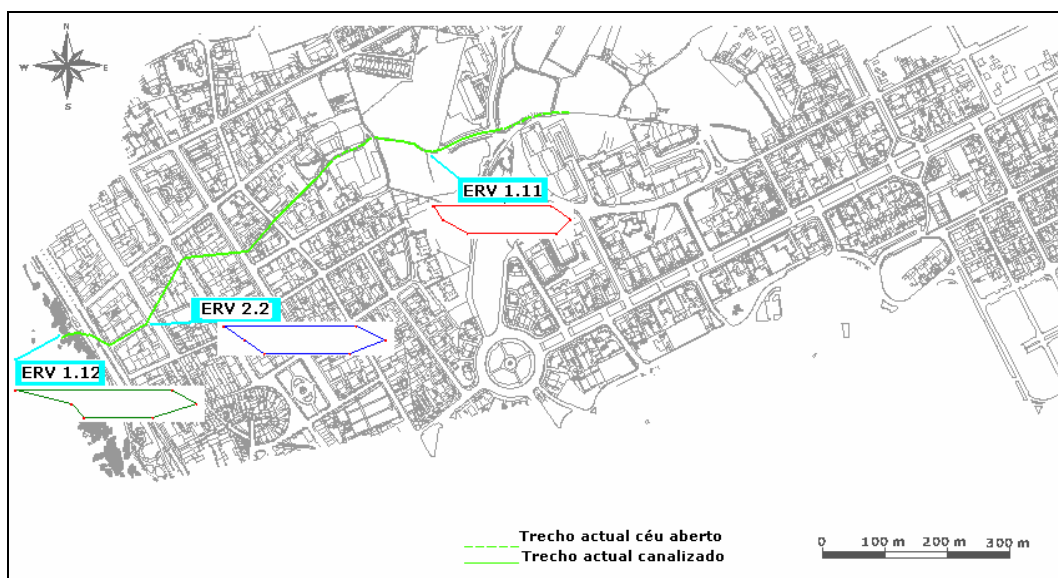 N
W E
S
ERV 1.11
ERV 2.2
ERV 1.12
Trecho actual céu aberto
Trecho actual canalizado
0 100 m 200 m 300 m